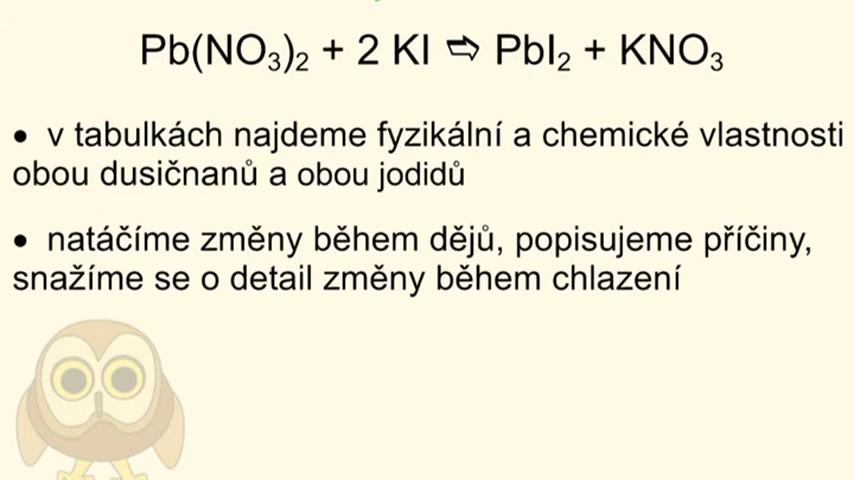 Pb(NO₃)₂ + 2 KI ⇨ PbI₂ + KNO₃
• v tabulkách najdeme fyzikální a chemické vlastnosti
obou dusičnanů a obou jodidů
• natáčíme změny během dějů, popisujeme příčiny,
snažíme se o detail změny během chlazení